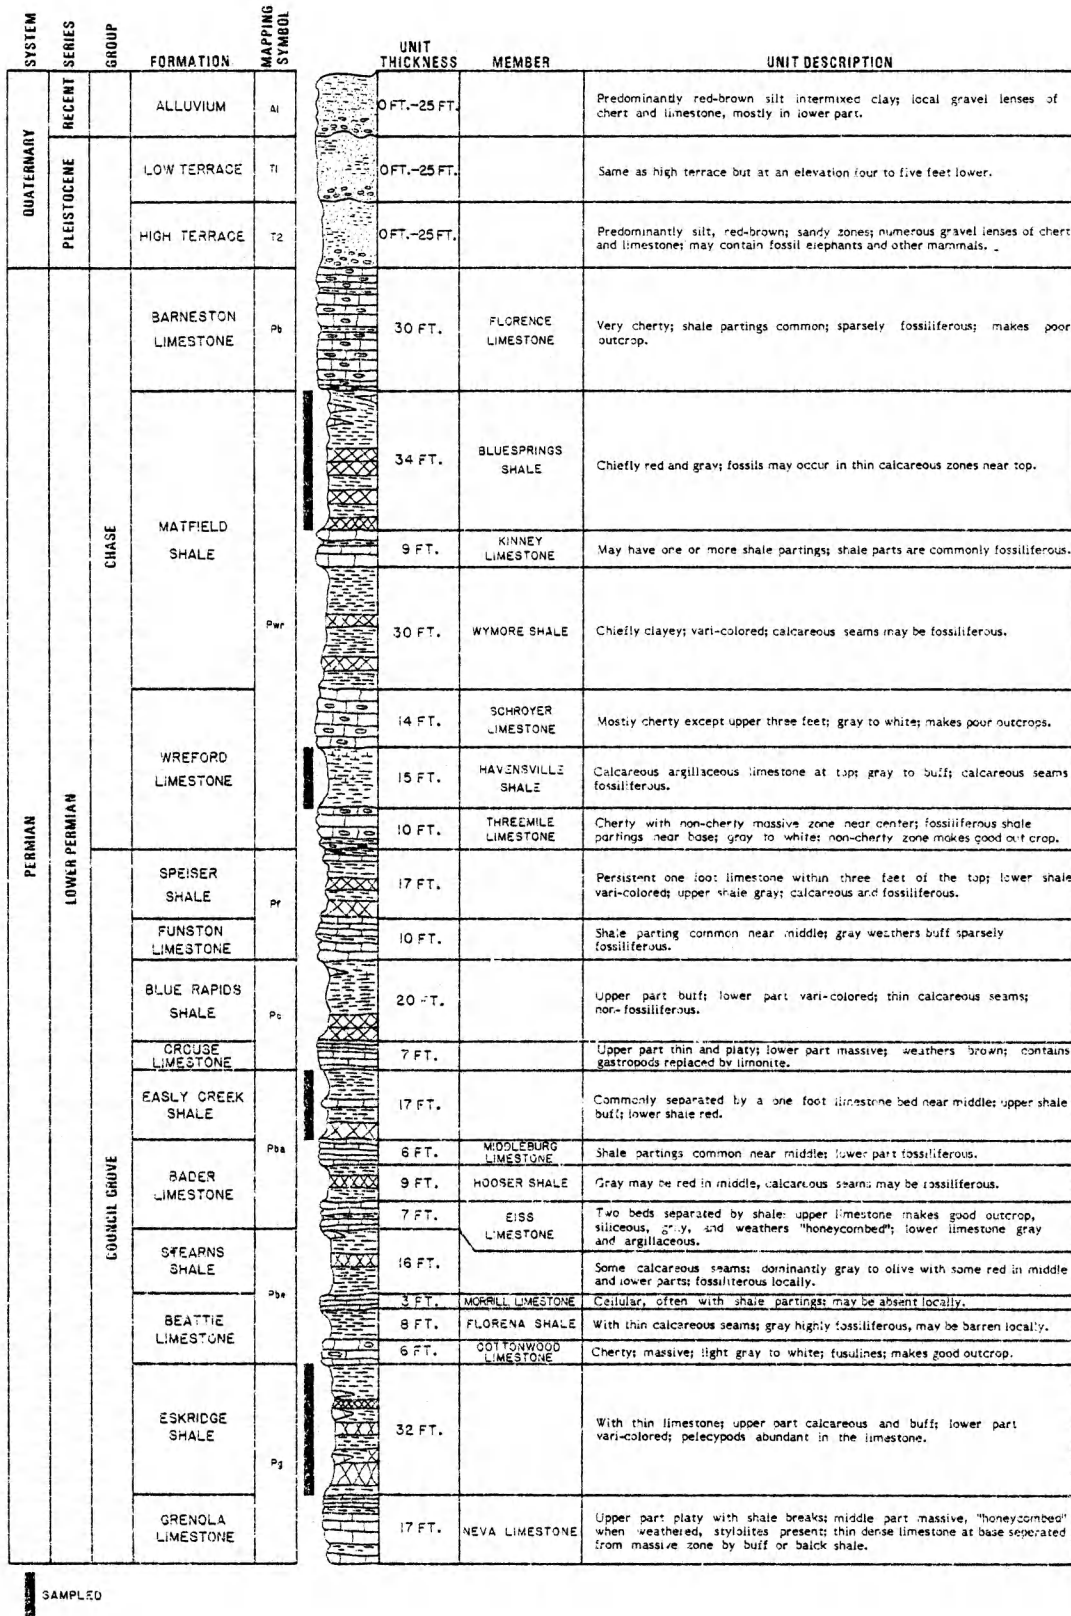 SYSTEM
SERIES
GROUP
FORMATION
MAPPING
SYMBOL
UNIT
THICKNESS
MEMBER
UNIT DESCRIPTION
QUATERNARY
RECENT
ALLUVIUM
Al
0 FT.-25 FT.
Predominantly red-brown silt intermixed clay; local gravel lenses of
chert and limestone, mostly in lower part.
PLEISTOCENE
LOW TERRACE
T1
0 FT.-25 FT.
Same as high terrace but at an elevation four to five feet lower.
HIGH TERRACE
T2
0 FT.-25 FT.
Predominantly silt, red-brown; sandy zones; numerous gravel lenses of chert
and limestone; may contain fossil elephants and other mammals.
PERMIAN
LOWER PERMIAN
CHASE
BARNESTON
LIMESTONE
Pb
30 FT.
FLORENCE
LIMESTONE
Very cherty; shale partings common; sparsely fossiliferous; makes poor
outcrop.
MATFIELD
SHALE
Pwr
34 FT.
BLUESPRINGS
SHALE
Chiefly red and gray; fossils may occur in thin calcareous zones near top.
9 FT.
KINNEY
LIMESTONE
May have one or more shale partings; shale parts are commonly fossiliferous.
30 FT.
WYMORE SHALE
Chiefly clayey; vari-colored; calcareous seams may be fossiliferous.
WREFORD
LIMESTONE
14 FT.
SCHROYER
LIMESTONE
Mostly cherty except upper three feet; gray to white; makes poor outcrops.
15 FT.
HAVENSVILLE
SHALE
Calcareous argillaceous limestone at top; gray to buff; calcareous seams
fossiliferous.
10 FT.
THREEMILE
LIMESTONE
Cherty with non-cherty massive zone near center; fossiliferous shale
partings near base; gray to white; non-cherty zone makes good out crop.
COUNCIL GROVE
SPEISER
SHALE
Pf
17 FT.
Persistent one foot limestone within three feet of the top; lower shale
vari-colored; upper shale gray; calcareous and fossiliferous.
FUNSTON
LIMESTONE
10 FT.
Shale parting common near middle; gray weathers buff sparsely
fossiliferous.
BLUE RAPIDS
SHALE
Pc
20 FT.
Upper part buff; lower part vari-colored; thin calcareous seams;
non-fossiliferous.
CROUSE
LIMESTONE
7 FT.
Upper part thin and platy; lower part massive; weathers brown; contains
gastropods replaced by limonite.
EASLY CREEK
SHALE
Pba
17 FT.
Commonly separated by a one foot limestone bed near middle; upper shale
buff; lower shale red.
BADER
LIMESTONE
6 FT.
MIDDLEBURG
LIMESTONE
Shale partings common near middle; lower part fossiliferous.
9 FT.
HOOSER SHALE
Gray may be red in middle, calcareous seams may be fossiliferous.
7 FT.
EISS
LIMESTONE
Two beds separated by shale: upper limestone makes good outcrop,
siliceous, gray, and weathers "honeycombed"; lower limestone gray
and argillaceous.
STEARNS
SHALE
Pbe
16 FT.
Some calcareous seams; dominantly gray to olive with some red in middle
and lower parts; fossiliferous locally.
BEATTIE
LIMESTONE
3 FT.
MORRILL LIMESTONE
Cellular, often with shale partings; may be absent locally.
8 FT.
FLORENA SHALE
With thin calcareous seams; gray highly fossiliferous, may be barren locally.
6 FT.
COTTONWOOD
LIMESTONE
Cherty; massive; light gray to white; fusulines; makes good outcrop.
ESKRIDGE
SHALE
Pg
32 FT.
With thin limestone; upper part calcareous and buff; lower part
vari-colored; pelecypods abundant in the limestone.
GRENOLA
LIMESTONE
17 FT.
NEVA LIMESTONE
Upper part platy with shale breaks; middle part massive, "honeycombed"
when weathered, stylolites present; thin dense limestone at base seperated
from massive zone by buff or balck shale.
SAMPLED